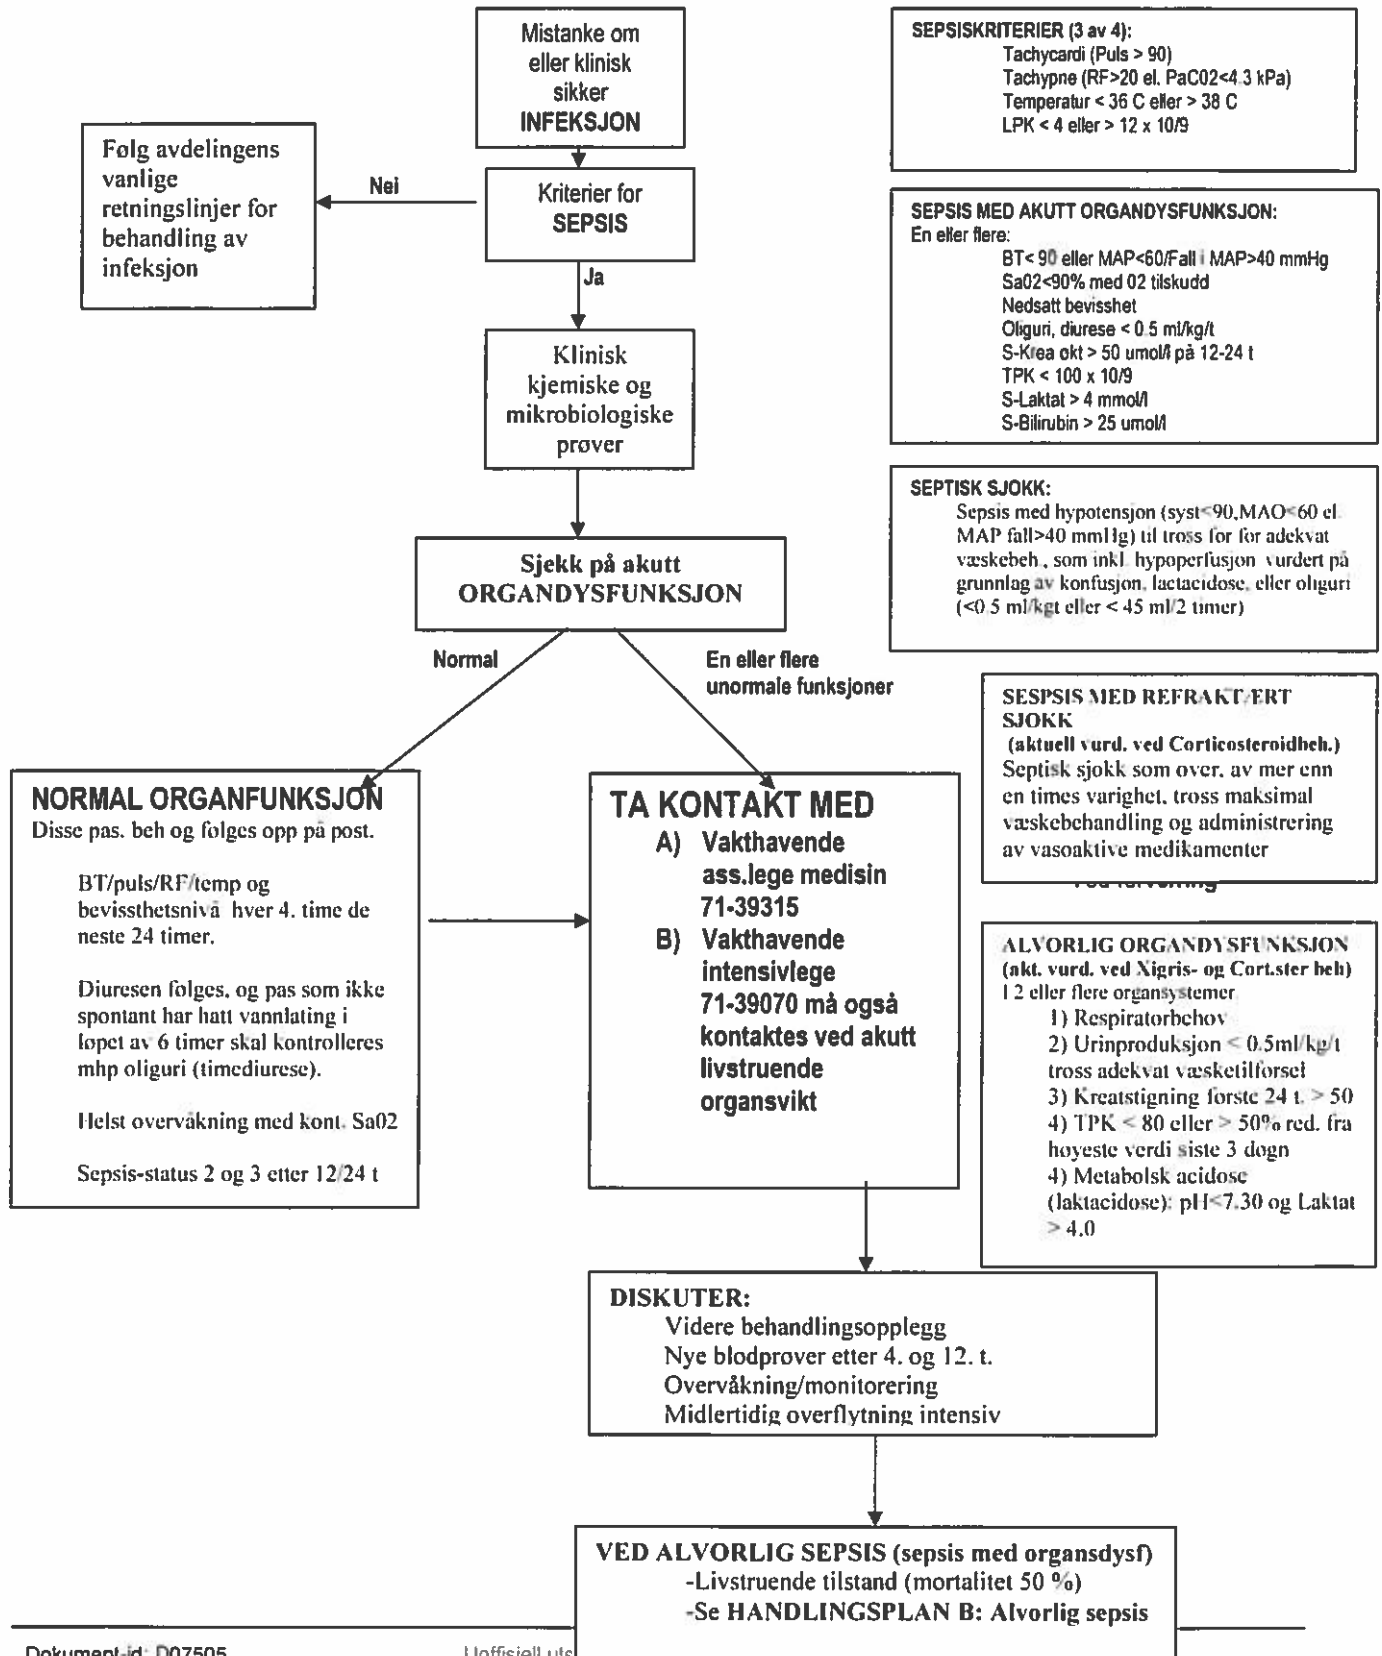 Mistanke om
eller klinisk
sikker
INFEKSJON
Kriterier for
SEPSIS
Nei
Følg avdelingens
vanlige
retningslinjer for
behandling av
infeksjon
Ja
Klinisk
kjemiske og
mikrobiologiske
prøver
Sjekk på akutt
ORGANDYSFUNKSJON
Normal
En eller flere
unormale funksjoner
NORMAL ORGANFUNKSJON
Disse pas. beh og følges opp på post.
BT/puls/RF/temp og
bevissthetsnivå hver 4. time de
neste 24 timer.
Diuresen følges, og pas som ikke
spontant har hatt vannlating i
løpet av 6 timer skal kontrolleres
mhp oliguri (timediurese).
Helst overvåkning med kont. Sa02
Sepsis-status 2 og 3 etter 12/24 t
TA KONTAKT MED
A) Vakthavende
ass.lege medisin
71-39315
B) Vakthavende
intensivlege
71-39070 må også
kontaktes ved akutt
livstruende
organsvikt
DISKUTER:
Videre behandlingsopplegg
Nye blodprøver etter 4. og 12. t.
Overvåkning/monitorering
Midlertidig overflytning intensiv
VED ALVORLIG SEPSIS (sepsis med organsdysf)
-Livstruende tilstand (mortalitet 50 %)
-Se HANDLINGSPLAN B: Alvorlig sepsis
SEPSISKRITERIER (3 av 4):
Tachycardi (Puls > 90)
Tachypne (RF>20 el. PaC02<4.3 kPa)
Temperatur < 36 C eller > 38 C
LPK < 4 eller > 12 x 10/9
SEPSIS MED AKUTT ORGANDYSFUNKSJON:
En eller flere:
BT< 90 eller MAP<60/Fall i MAP>40 mmHg
Sa02<90% med 02 tilskudd
Nedsatt bevisshet
Oliguri, diurese < 0.5 ml/kg/t
S-Krea økt > 50 umol/l på 12-24 t
TPK < 100 x 10/9
S-Laktat > 4 mmol/l
S-Bilirubin > 25 umol/l
SEPTISK SJOKK:
Sepsis med hypotensjon (syst<90,MAO<60 el.
MAP fall>40 mmHg) til tross for for adekvat
væskebeh., som inkl. hypoperfusjon vurdert på
grunnlag av konfusjon, lactacidose, eller oliguri
(<0.5 ml/kgt eller < 45 ml/2 timer)
SESPSIS MED REFRAKTÆRT
SJOKK
(aktuell vurd. ved Corticosteroidbeh.)
Septisk sjokk som over, av mer enn
en times varighet, tross maksimal
væskebehandling og administrering
av vasoaktive medikamenter
ALVORLIG ORGANDYSFUNKSJON
(akt. vurd. ved Xigris- og Cort.ster beh)
I 2 eller flere organsystemer
1) Respiratorbehov
2) Urinproduksjon < 0.5ml/kg/t
tross adekvat væsketilførsel
3) Kreatstigning første 24 t. > 50
4) TPK < 80 eller > 50% red. fra
høyeste verdi siste 3 døgn
4) Metabolsk acidose
(laktacidose): pH<7.30 og Laktat
> 4.0
Dokument-id: D07505
Uoffisiell